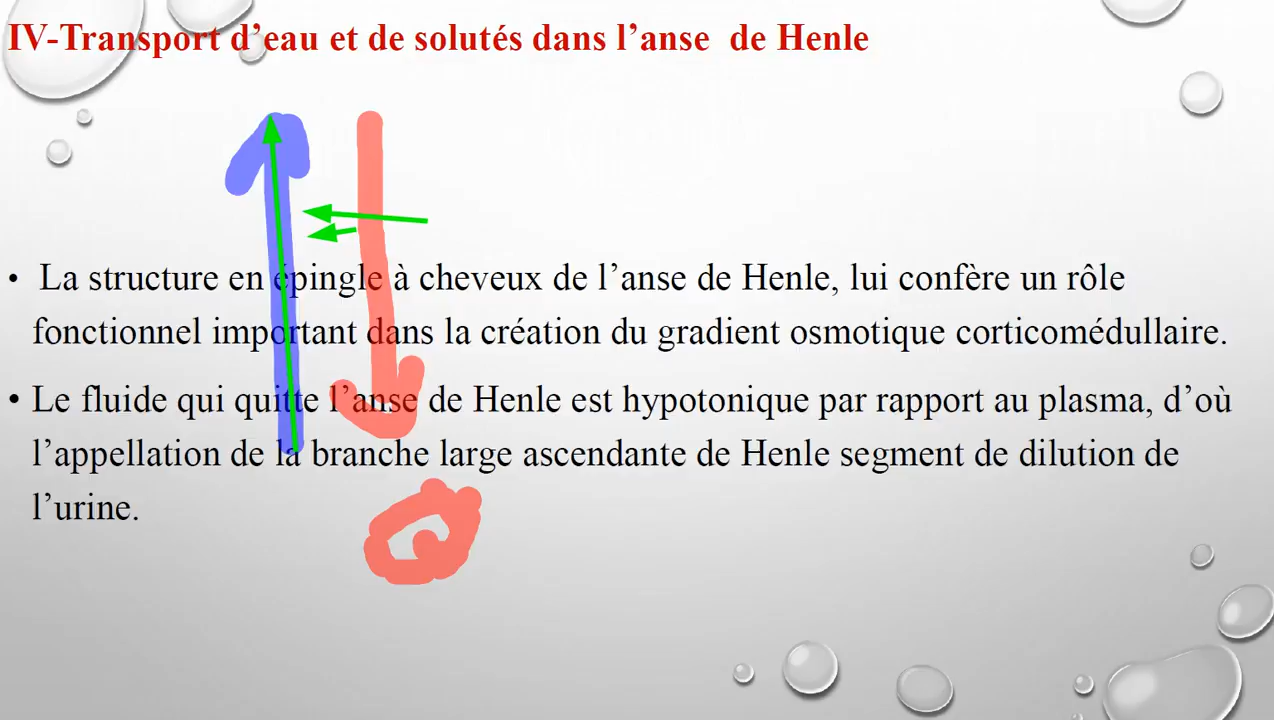 IV-Transport d’eau et de solutés dans l’anse de Henle
• La structure en épingle à cheveux de l’anse de Henle, lui confère un rôle
fonctionnel important dans la création du gradient osmotique corticomédullaire.
• Le fluide qui quitte l’anse de Henle est hypotonique par rapport au plasma, d’où
l’appellation de la branche large ascendante de Henle segment de dilution de
l’urine.